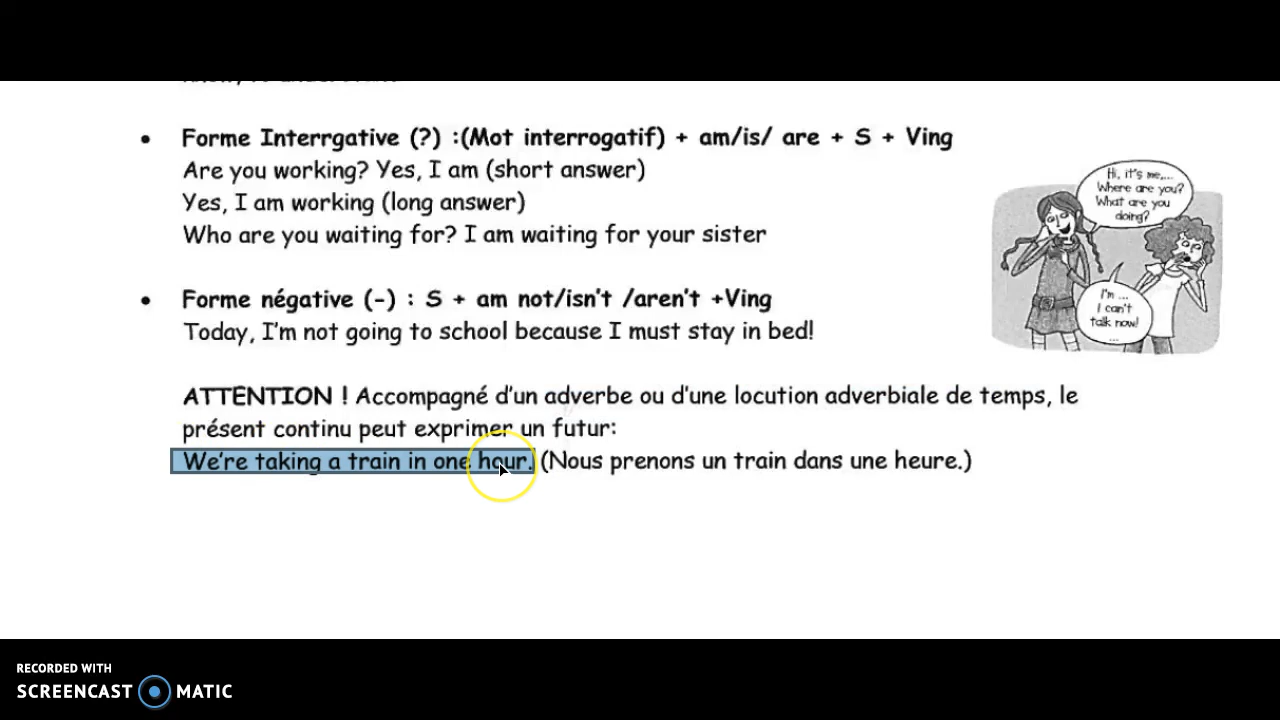 • Forme Interrgative (?) :(Mot interrogatif) + am/is/ are + S + Ving
Are you working? Yes, I am (short answer)
Yes, I am working (long answer)
Who are you waiting for? I am waiting for your sister
Hi, it's me,...
Where are you?
What are you
doing?
I'm ...
I can't
talk now!
...
• Forme négative (-) : S + am not/isn't /aren't +Ving
Today, I'm not going to school because I must stay in bed!
ATTENTION ! Accompagné d'un adverbe ou d'une locution adverbiale de temps, le
présent continu peut exprimer un futur:
We're taking a train in one hour. (Nous prenons un train dans une heure.)
RECORDED WITH
SCREENCAST MATIC